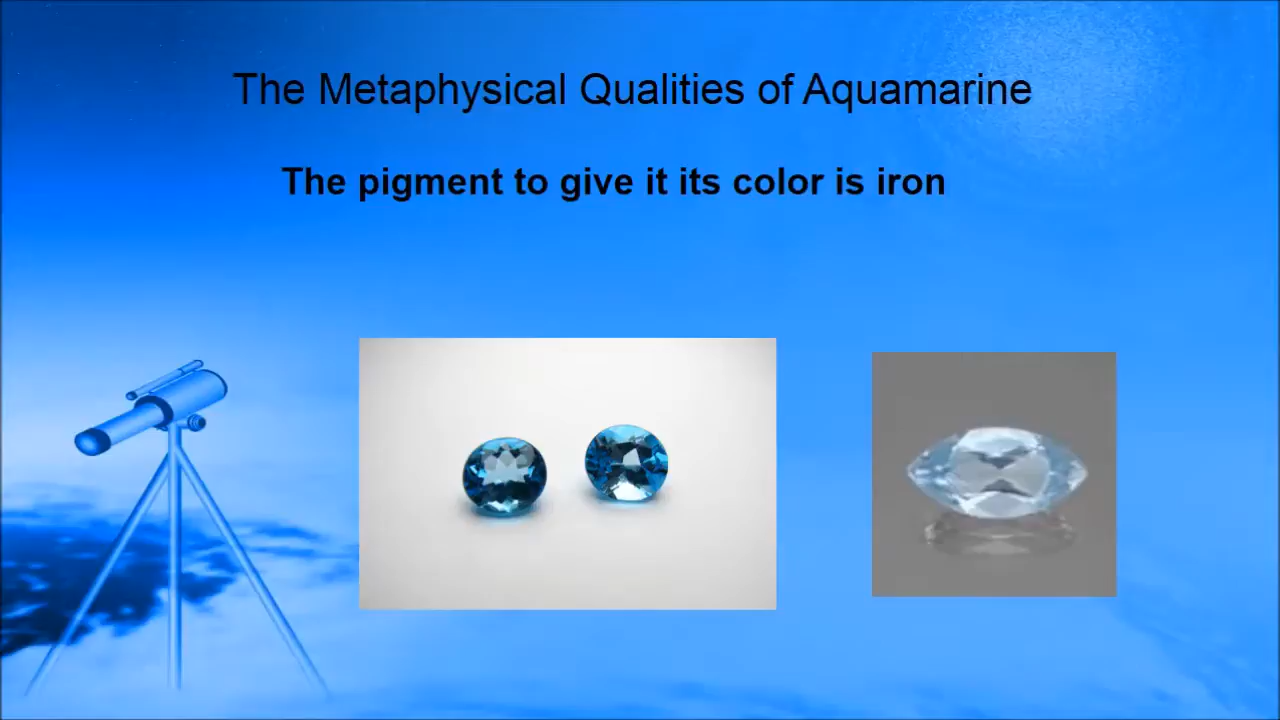 The Metaphysical Qualities of Aquamarine
The pigment to give it its color is iron